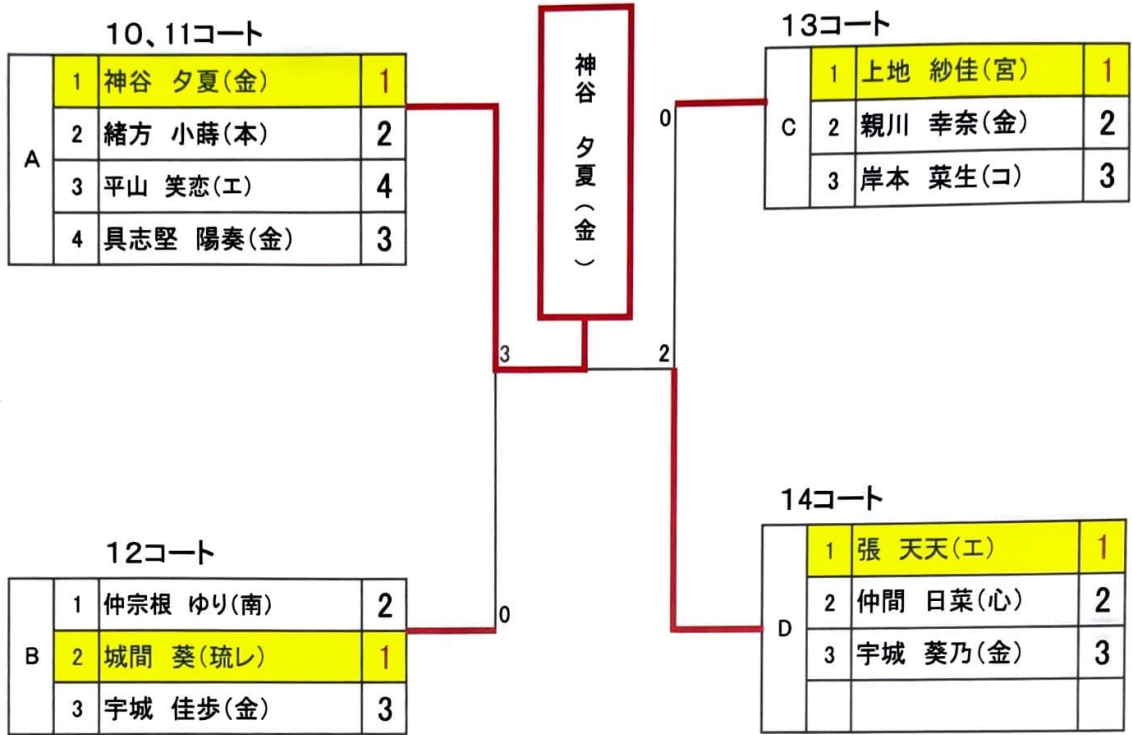 10、11コート
A
1 神谷 夕夏(金) 1
2 緒方 小蒔(本) 2
3 平山 笑恋(エ) 4
4 具志堅 陽奏(金) 3
神谷 夕夏(金)
13コート
C
1 上地 紗佳(宮) 1
2 親川 幸奈(金) 2
3 岸本 菜生(コ) 3
0
3
2
0
12コート
B
1 仲宗根 ゆり(南) 2
2 城間 葵(琉レ) 1
3 宇城 佳歩(金) 3
14コート
D
1 張 天天(エ) 1
2 仲間 日菜(心) 2
3 宇城 葵乃(金) 3